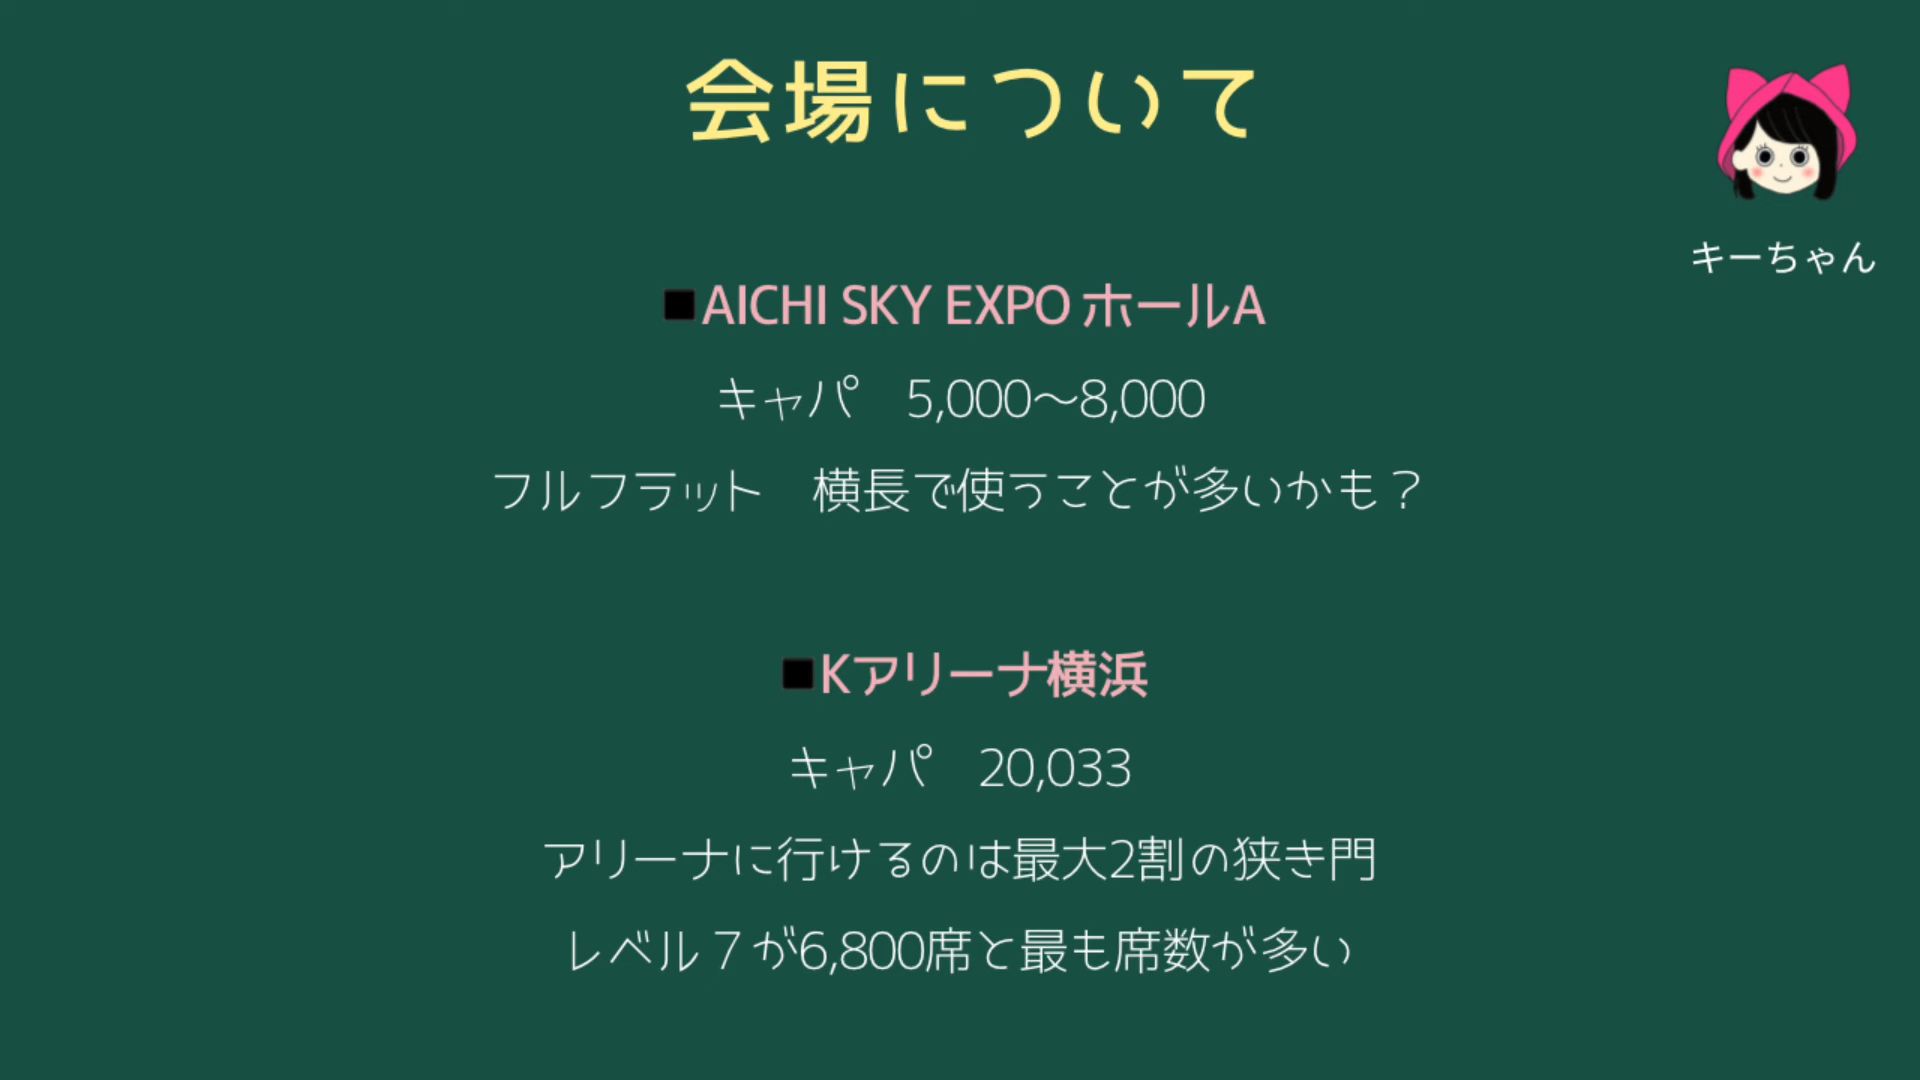 会場について
キーちゃん
■AICHI SKY EXPO ホールA
キャパ　5,000〜8,000
フルフラット　横長で使うことが多いかも？
■Kアリーナ横浜
キャパ　20,033
アリーナに行けるのは最大2割の狭き門
レベル７が6,800席と最も席数が多い